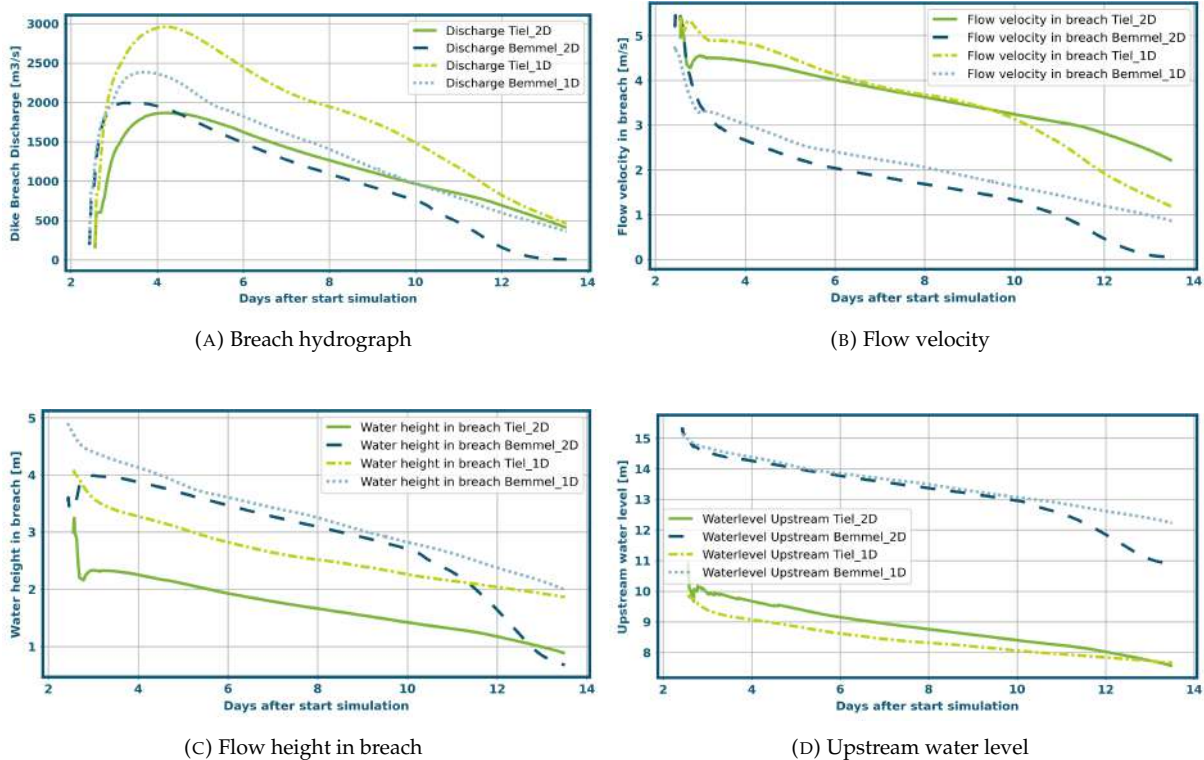 3000
2500
2000
1500
1000
500
0
Dike Breach Discharge [m3/s]
Discharge Tiel_2D
Discharge Bemmel_2D
Discharge Tiel_1D
Discharge Bemmel_1D
2 4 6 8 10 12 14
Days after start simulation
(A) Breach hydrograph
5
4
3
2
1
0
Flow velocity in breach [m/s]
Flow velocity in breach Tiel_2D
Flow velocity in breach Bemmel_2D
Flow velocity in breach Tiel_1D
Flow velocity in breach Bemmel_1D
2 4 6 8 10 12 14
Days after start simulation
(B) Flow velocity
5
4
3
2
1
Water height in breach [m]
Water height in breach Tiel_2D
Water height in breach Bemmel_2D
Water height in breach Tiel_1D
Water height in breach Bemmel_1D
2 4 6 8 10 12 14
Days after start simulation
(C) Flow height in breach
15
14
13
12
11
10
9
8
Upstream water level [m]
Waterlevel Upstream Tiel_2D
Waterlevel Upstream Bemmel_2D
Waterlevel Upstream Tiel_1D
Waterlevel Upstream Bemmel_1D
2 4 6 8 10 12 14
Days after start simulation
(D) Upstream water level